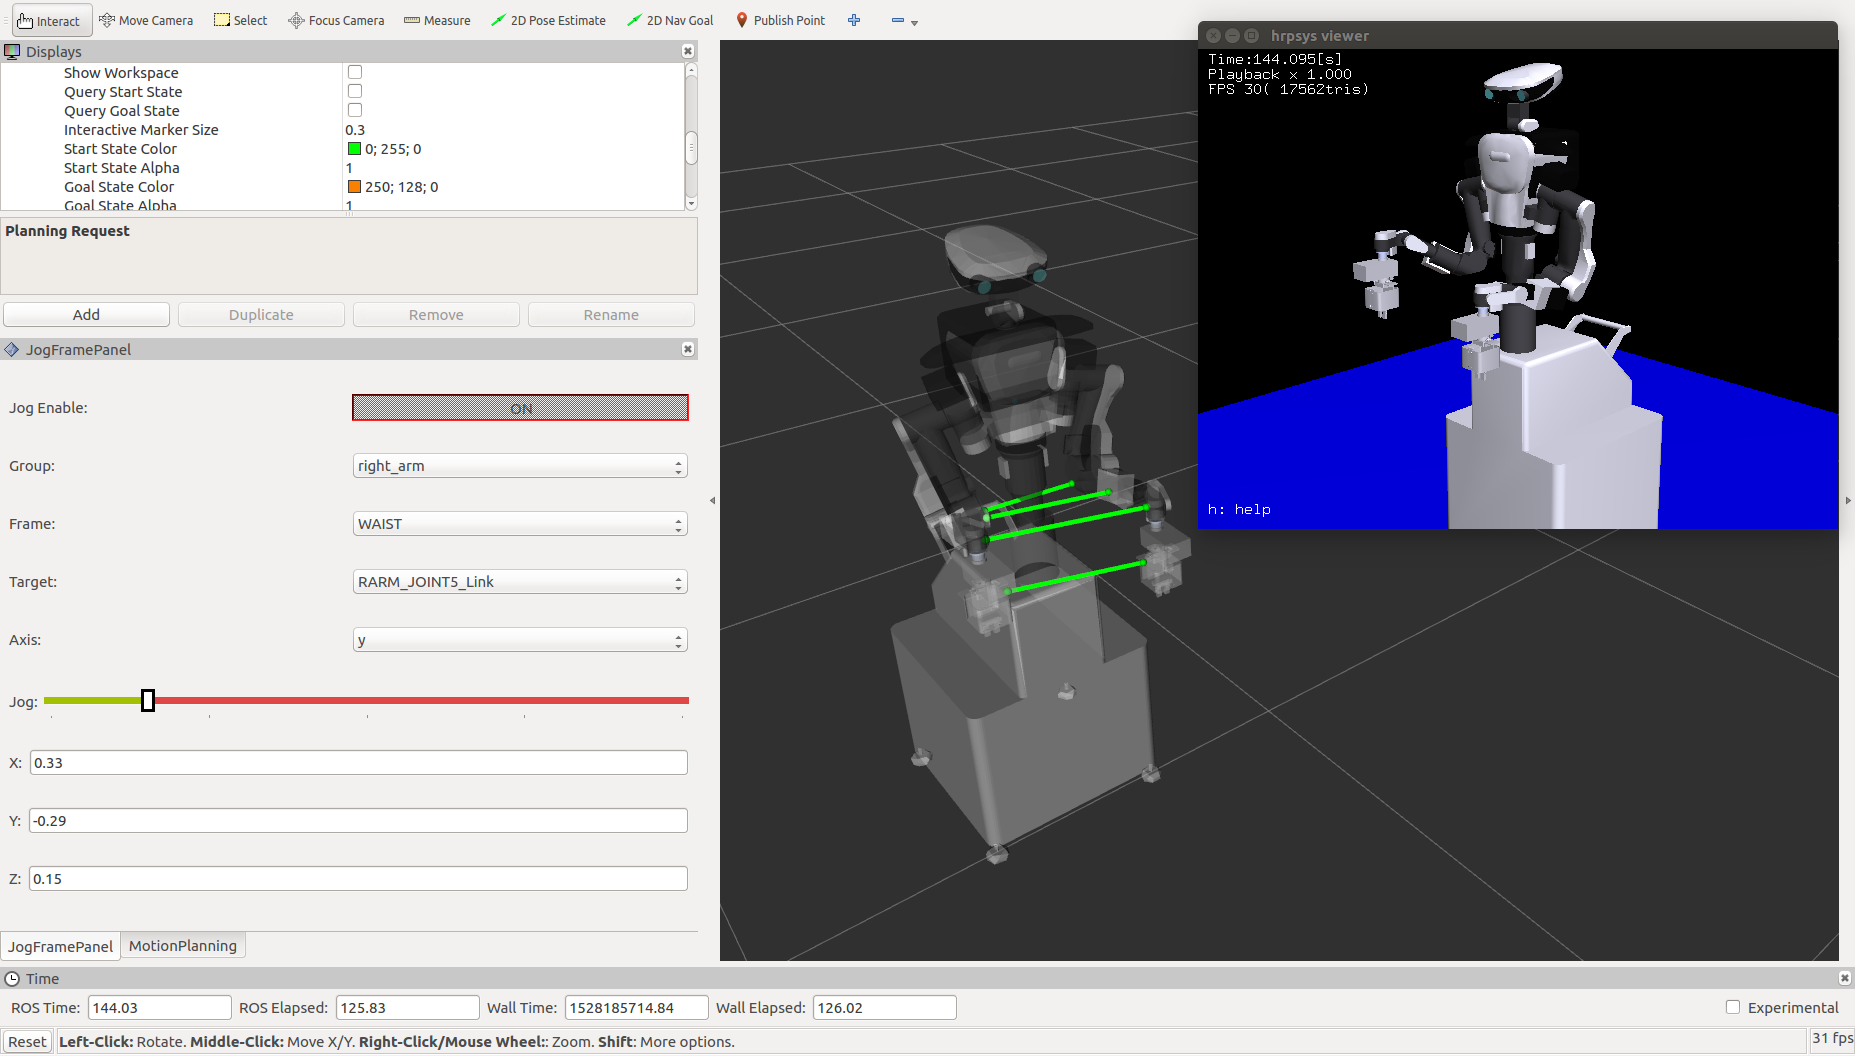 Interact Move Camera Select Focus Camera Measure 2D Pose Estimate 2D Nav Goal Publish Point
Displays
Show Workspace
Query Start State
Query Goal State
Interactive Marker Size 0.3
Start State Color 0; 255; 0
Start State Alpha 1
Goal State Color 250; 128; 0
Goal State Alpha 1
Planning Request
Add Duplicate Remove Rename
JogFramePanel
Jog Enable: ON
Group: right_arm
Frame: WAIST
Target: RARM_JOINT5_Link
Axis: y
Jog:
X: 0.33
Y: -0.29
Z: 0.15
JogFramePanel MotionPlanning
hrpsys viewer
Time:144.095[s]
Playback x 1.000
FPS 30( 17562tris)
h: help
Time
ROS Time: 144.03 ROS Elapsed: 125.83 Wall Time: 1528185714.84 Wall Elapsed: 126.02 Experimental
Reset Left-Click: Rotate. Middle-Click: Move X/Y. Right-Click/Mouse Wheel:: Zoom. Shift: More options. 31 fps